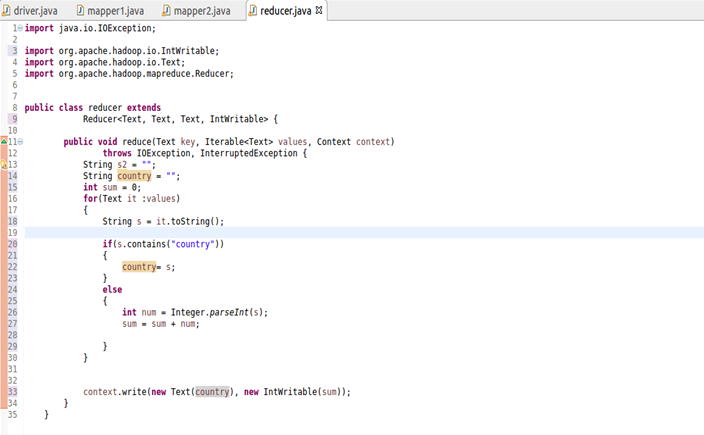 driver.java mapper1.java mapper2.java reducer.java
1 import java.io.IOException;
2
3 import org.apache.hadoop.io.IntWritable;
4 import org.apache.hadoop.io.Text;
5 import org.apache.hadoop.mapreduce.Reducer;
6
7
8 public class reducer extends
9 Reducer<Text, Text, Text, IntWritable> {
10
11 public void reduce(Text key, Iterable<Text> values, Context context)
12 throws IOException, InterruptedException {
13 String s2 = "";
14 String country = "";
15 int sum = 0;
16 for(Text it :values)
17 {
18 String s = it.toString();
19
20 if(s.contains("country"))
21 {
22 country= s;
23 }
24 else
25 {
26 int num = Integer.parseInt(s);
27 sum = sum + num;
28
29 }
30 }
31
32
33 context.write(new Text(country), new IntWritable(sum));
34 }
35 }